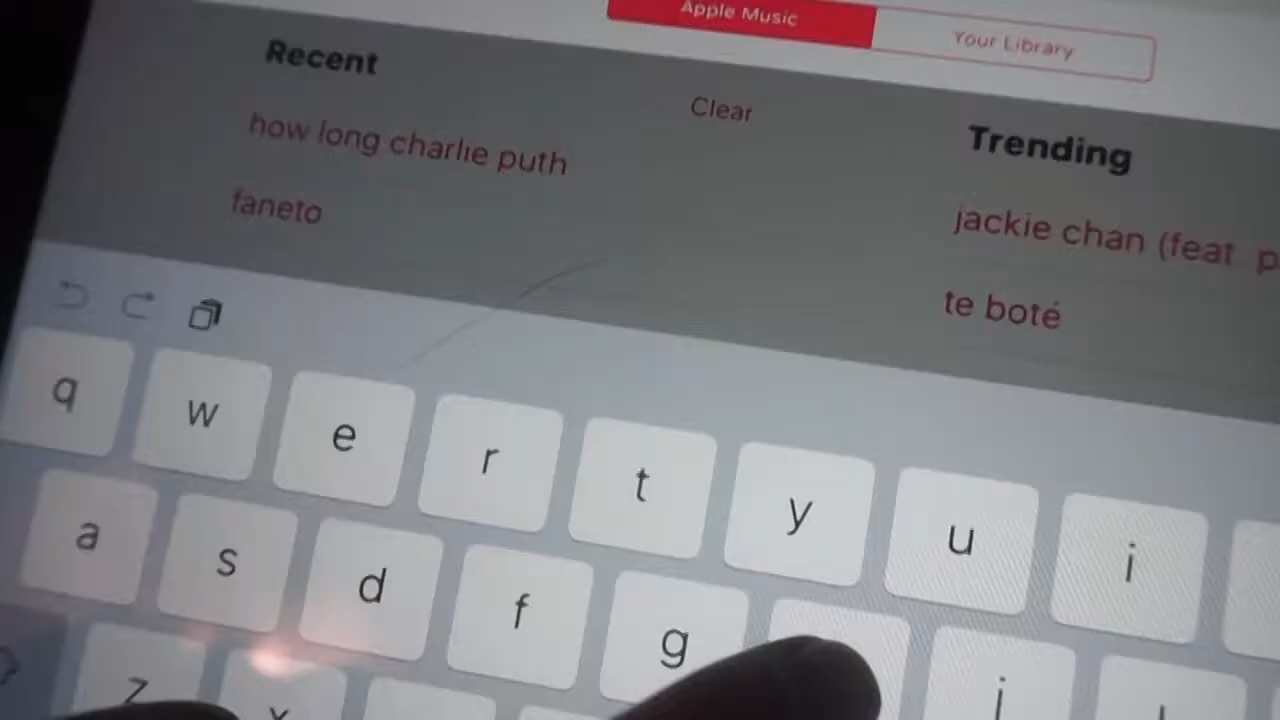 Apple Music
Your Library
Recent
Clear
how long charlie puth
faneto
Trending
jackie chan (feat p
te boté
q w e r t y u i
a s d f g j
z x